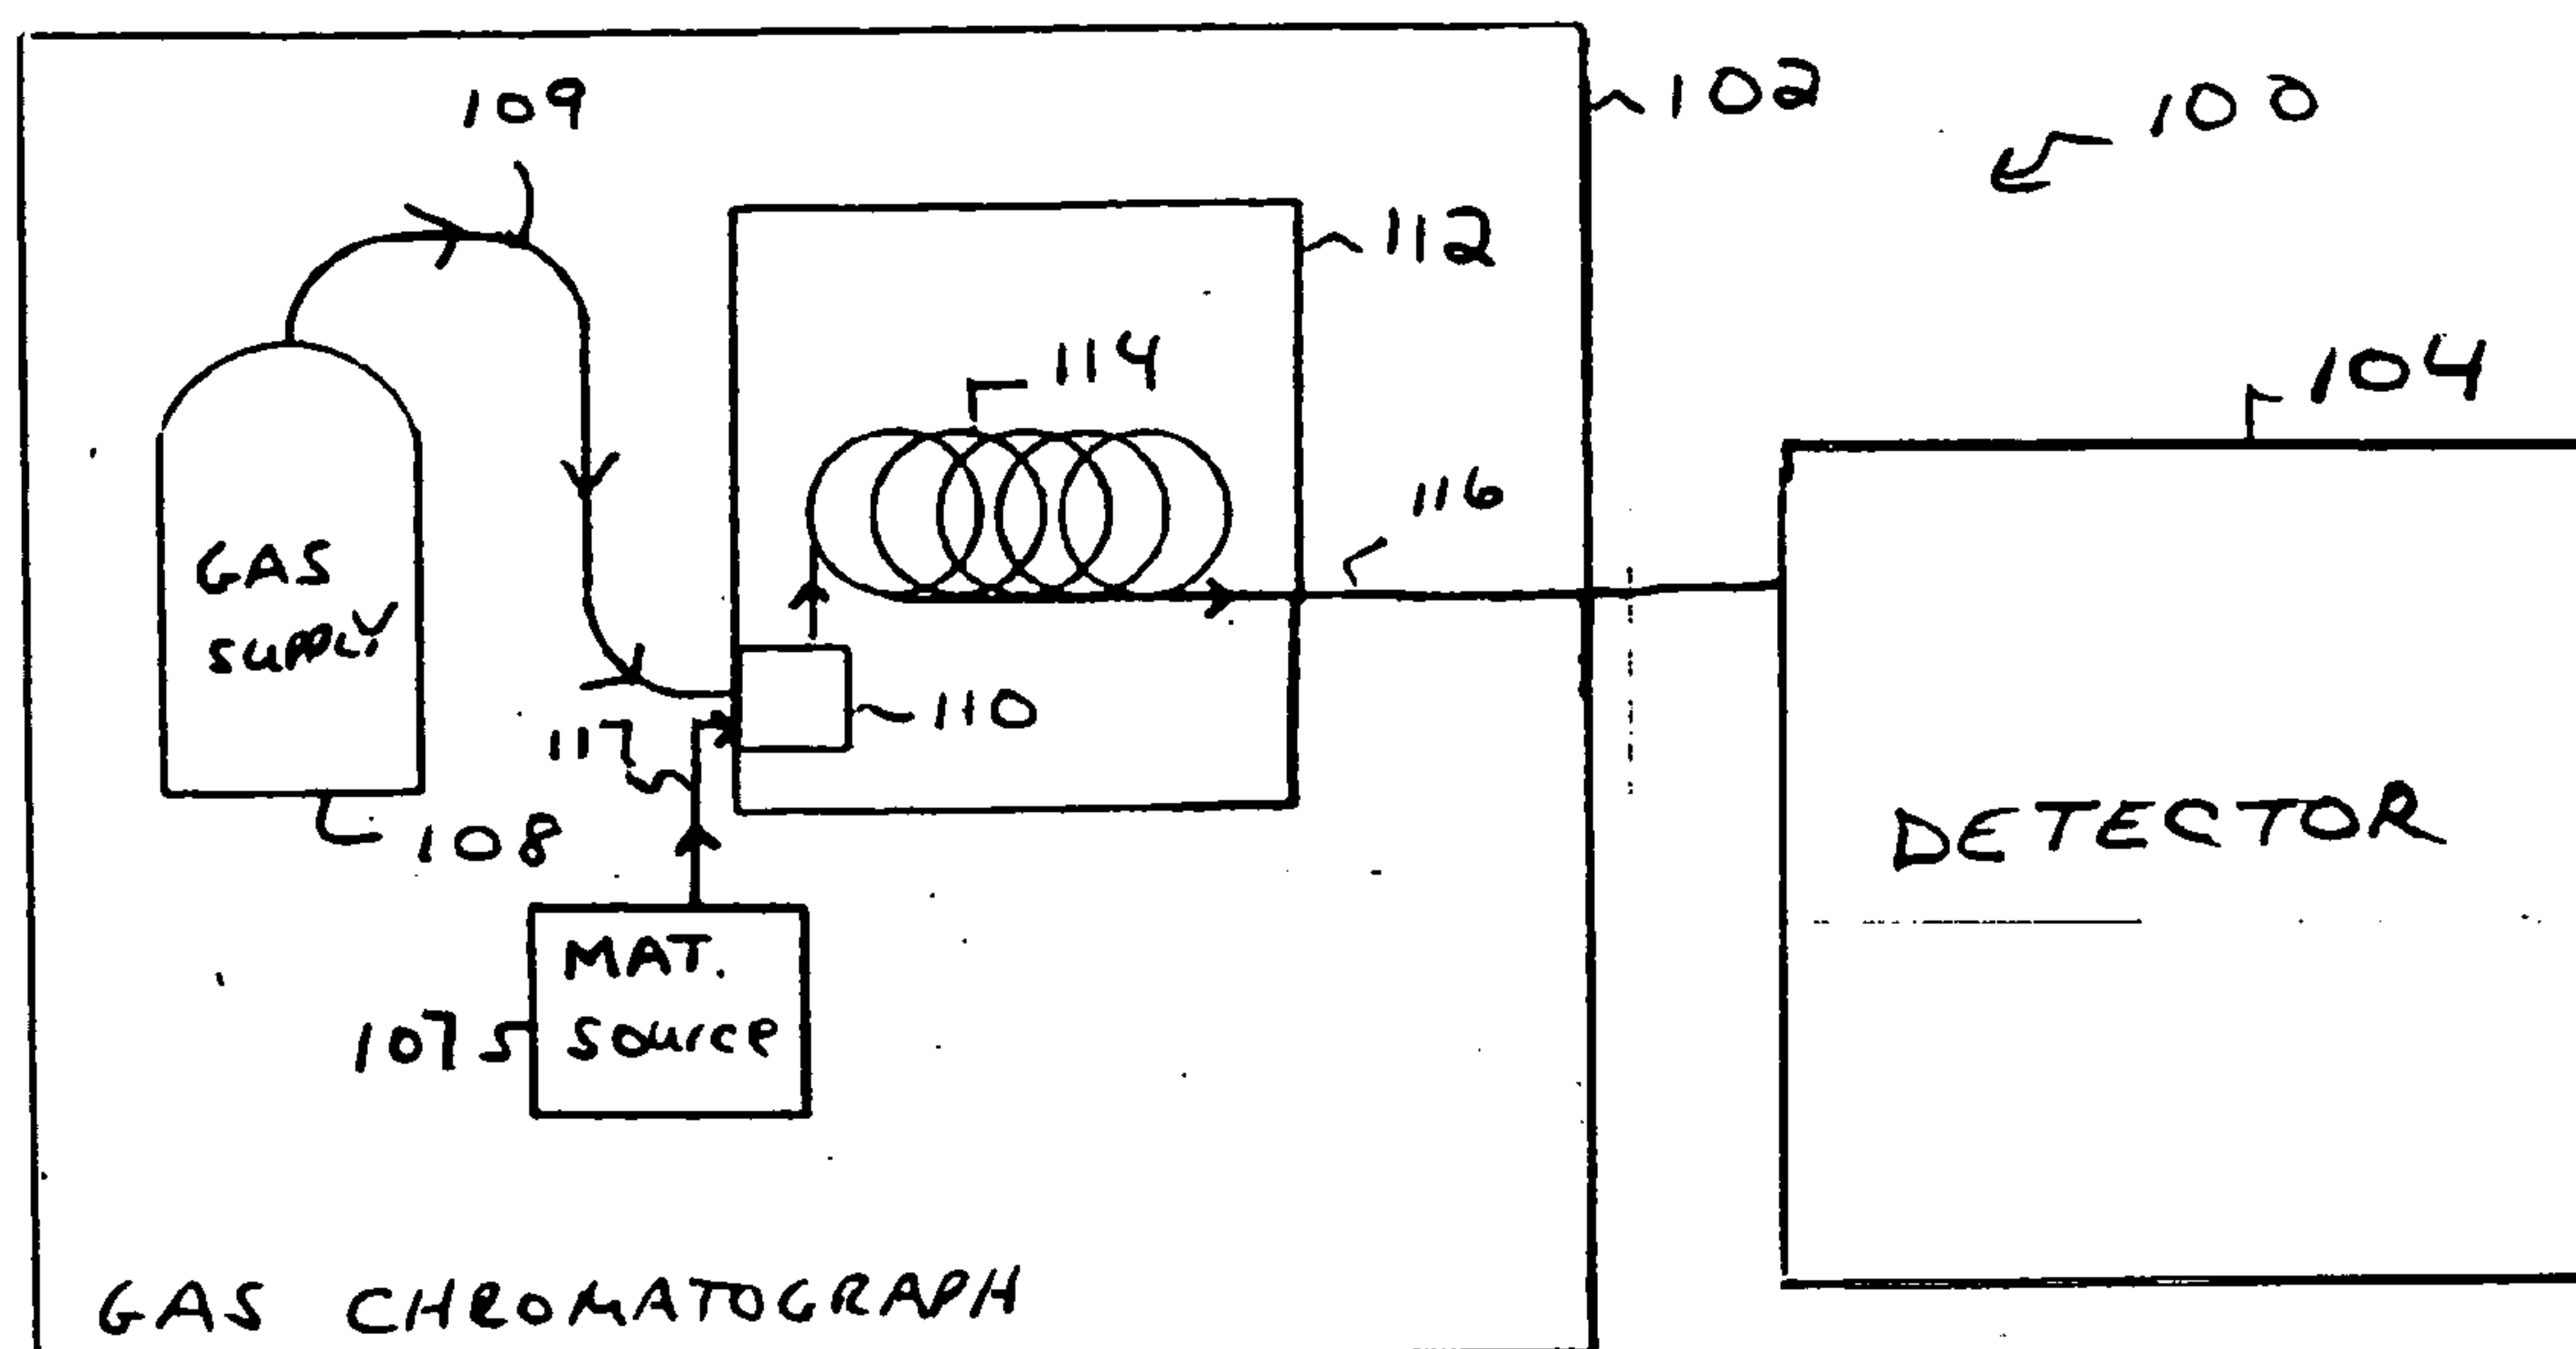 109
102
100
112
114
104
116
GAS
SUPPLY
110
117
108
DETECTOR
MAT.
Source
107
GAS CHROMATOGRAPH